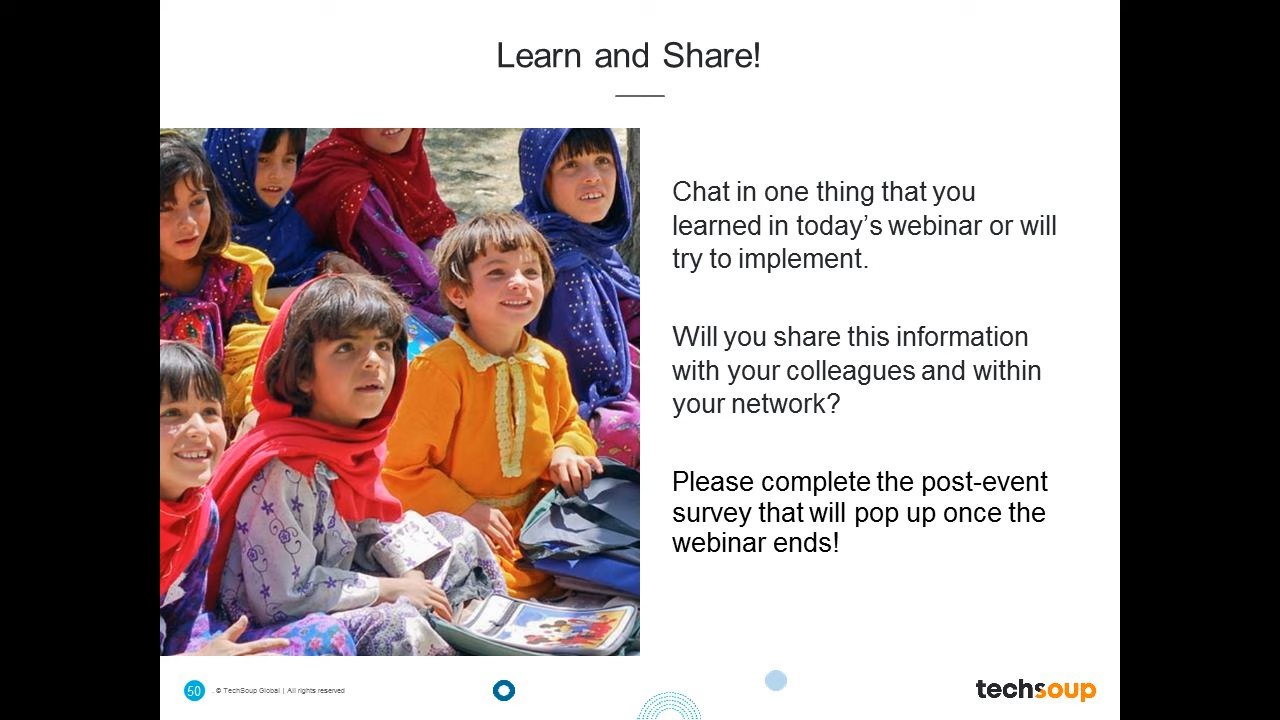 Learn and Share!
Chat in one thing that you
learned in today’s webinar or will
try to implement.
Will you share this information
with your colleagues and within
your network?
Please complete the post-event
survey that will pop up once the
webinar ends!
50
© TechSoup Global | All rights reserved
techsoup